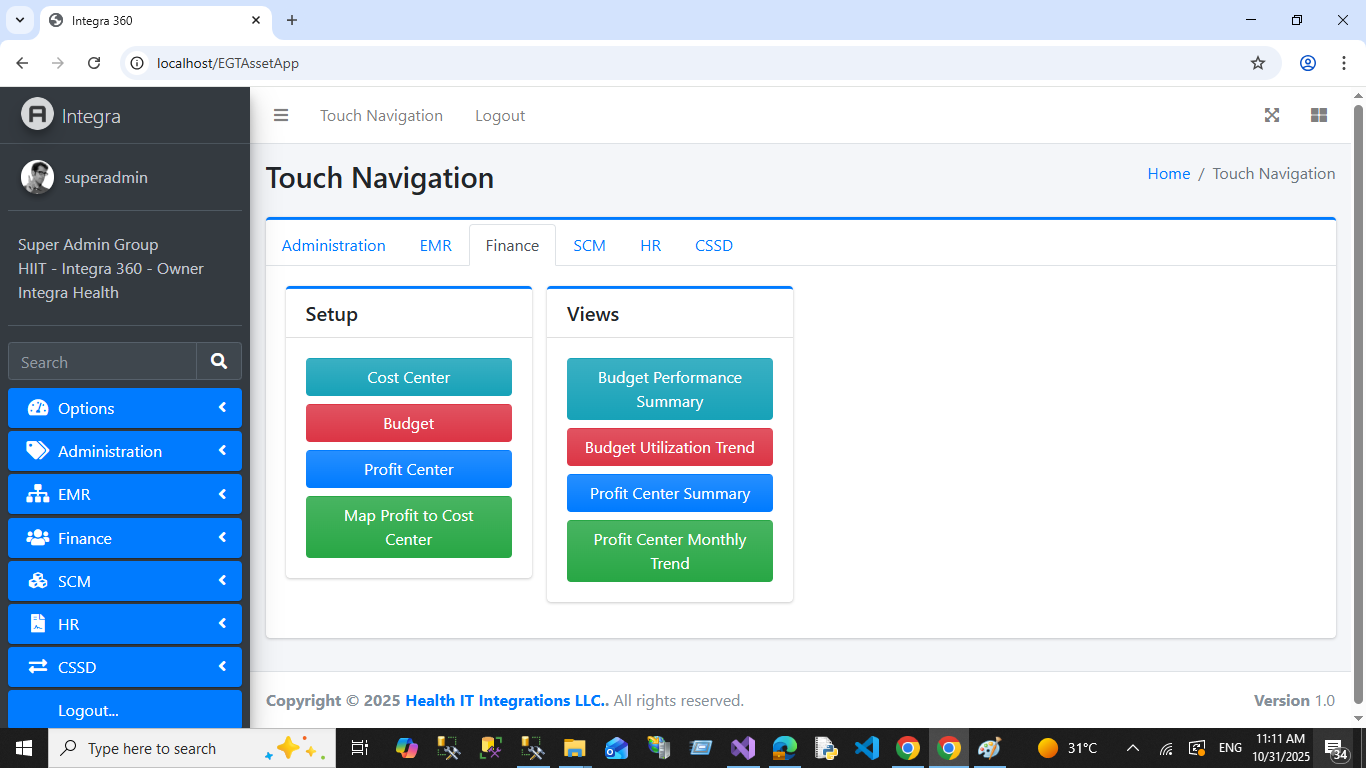 Integra 360
localhost/EGTAssetApp
Integra
Touch Navigation
Logout
superadmin
Touch Navigation
Home / Touch Navigation
Super Admin Group
HIIT - Integra 360 - Owner
Integra Health
Administration
EMR
Finance
SCM
HR
CSSD
Setup
Cost Center
Budget
Profit Center
Map Profit to Cost
Center
Views
Budget Performance
Summary
Budget Utilization Trend
Profit Center Summary
Profit Center Monthly
Trend
Search
Options
Administration
EMR
Finance
SCM
HR
CSSD
Logout...
Copyright © 2025 Health IT Integrations LLC.. All rights reserved.
Version 1.0
Type here to search
31°C
ENG
11:11 AM
10/31/2025
34